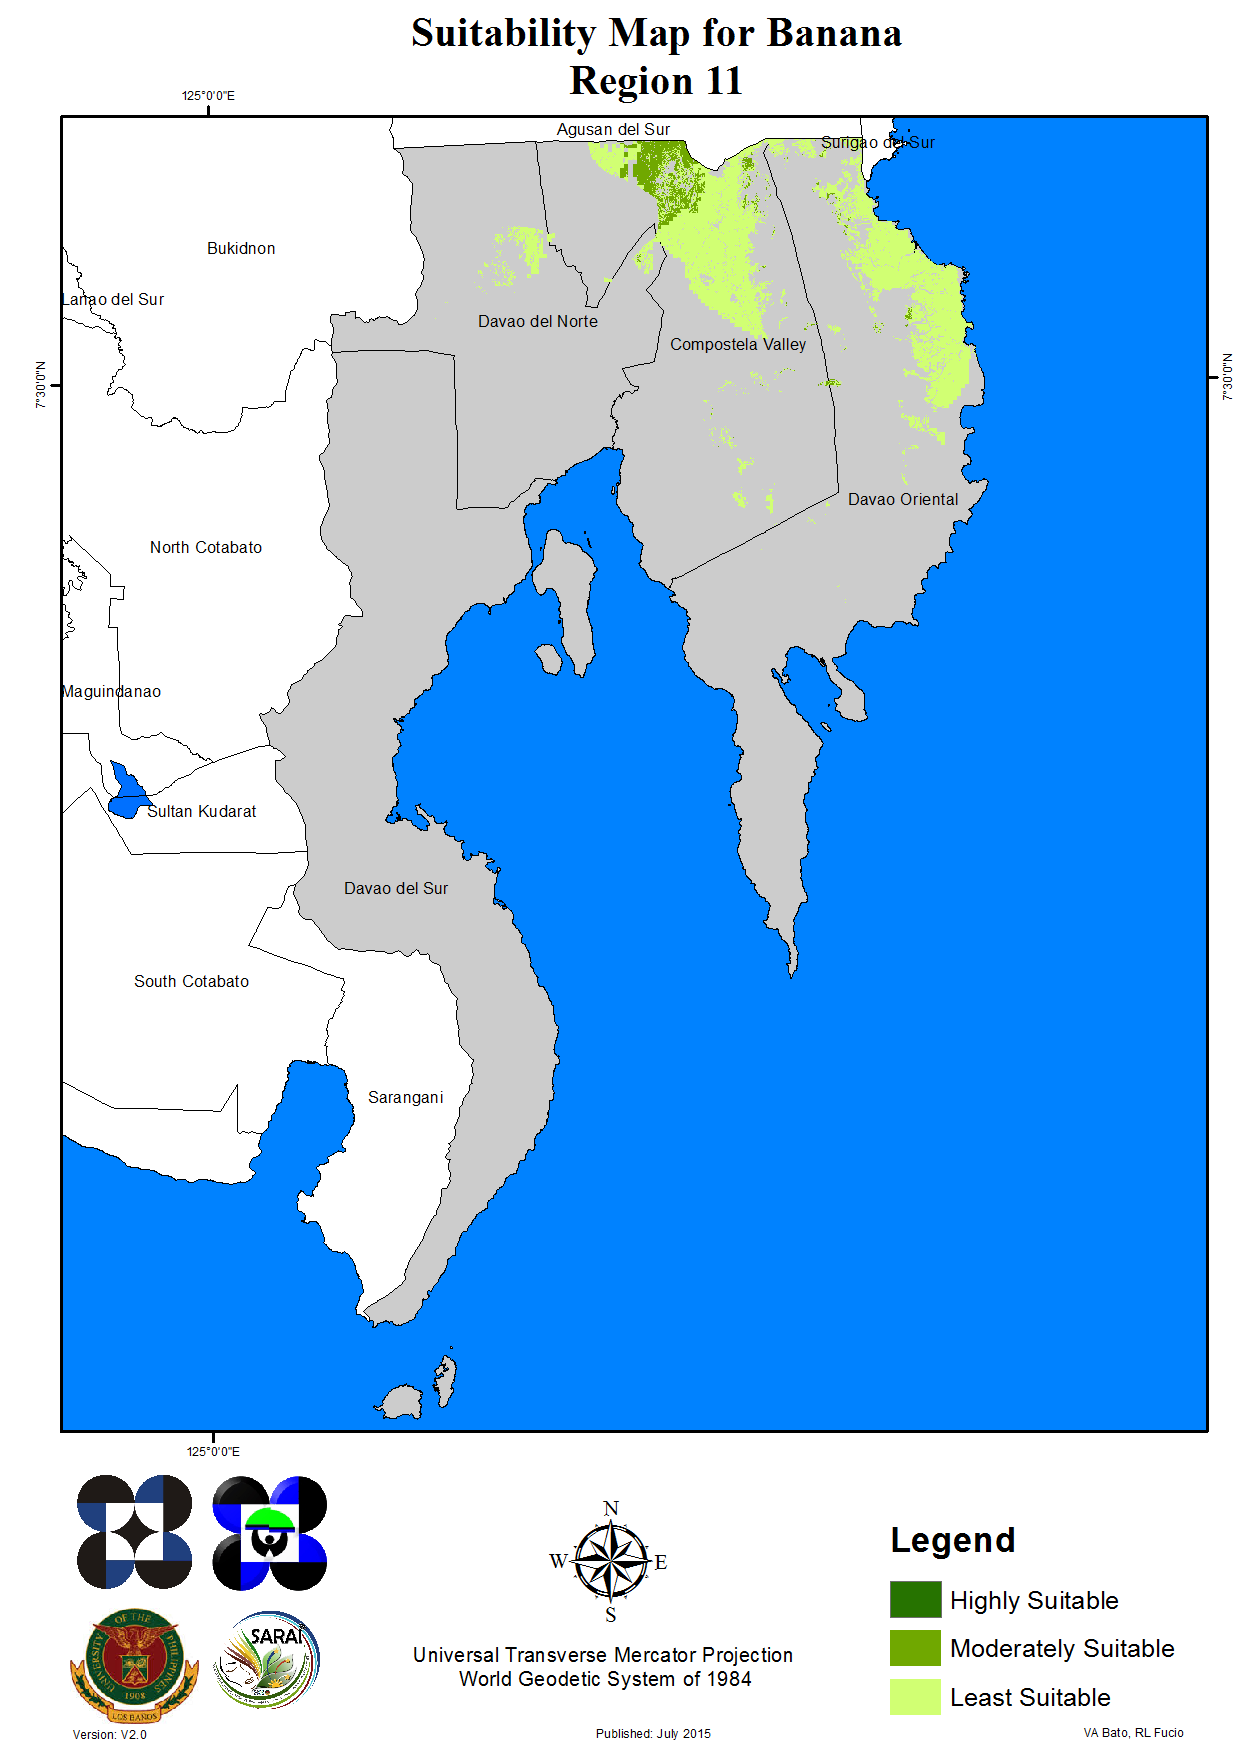 Suitability Map for Banana
Region 11
125°0'0"E
Agusan del Sur
Surigao del Sur
Bukidnon
Lanao del Sur
Davao del Norte
Compostela Valley
7°30'0"N
7°30'0"N
Davao Oriental
North Cotabato
Maguindanao
Sultan Kudarat
Davao del Sur
South Cotabato
Sarangani
125°0'0"E
N
W E
S
Legend
Highly Suitable
Moderately Suitable
Least Suitable
UNIVERSITY OF THE PHILIPPINES
1908
LOS BAÑOS
SARAI
Universal Transverse Mercator Projection
World Geodetic System of 1984
Version: V2.0
Published: July 2015
VA Bato, RL Fucio